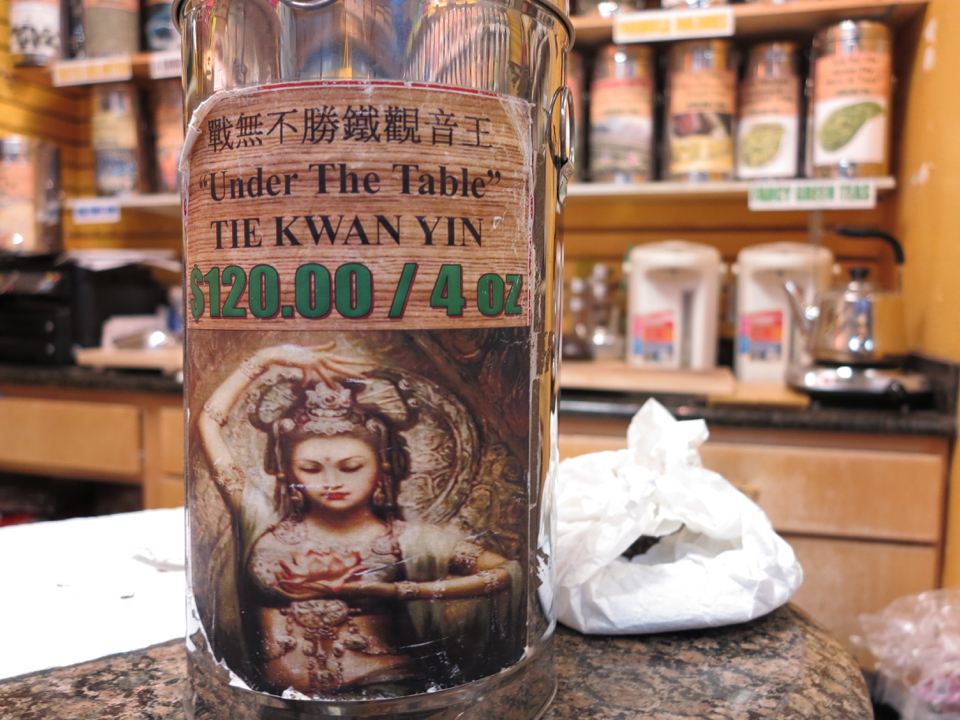 戰無不勝鐵觀音王
“Under The Table”
TIE KWAN YIN
$120.00 / 4 oz
FANCY GREEN TEAS